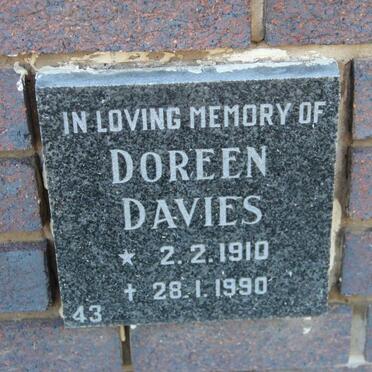 IN LOVING MEMORY OF
DOREEN
DAVIES
* 2.2.1910
† 28.1.1990
43